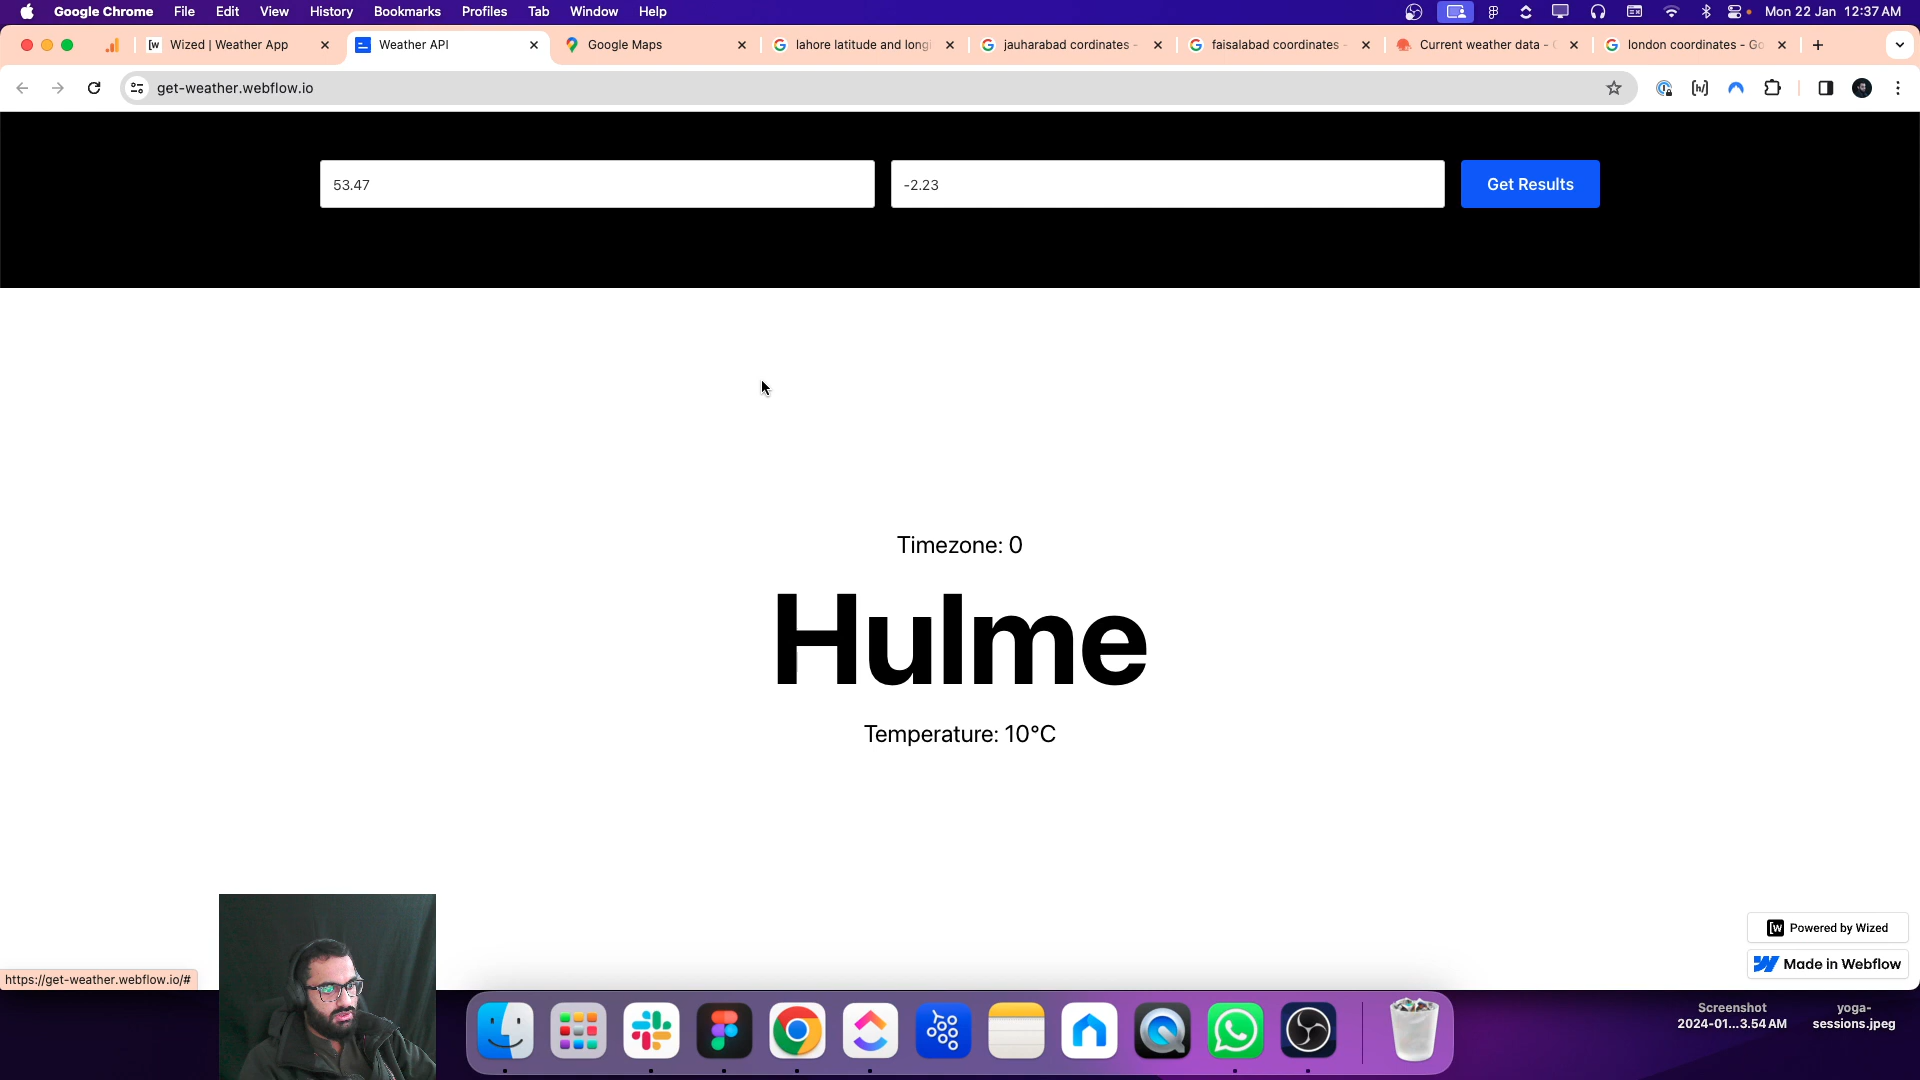 Google Chrome File Edit View History Bookmarks Profiles Tab Window Help Mon 22 Jan 12:37 AM
Wized | Weather App Weather API Google Maps lahore latitude and longi jauharabad cordinates - faisalabad coordinates - Current weather data - london coordinates - Go
get-weather.webflow.io
53.47 -2.23 Get Results
Timezone: 0
Hulme
Temperature: 10°C
Powered by Wized
Made in Webflow
https://get-weather.webflow.io/#
Screenshot yoga-
2024-01...3.54 AM sessions.jpeg